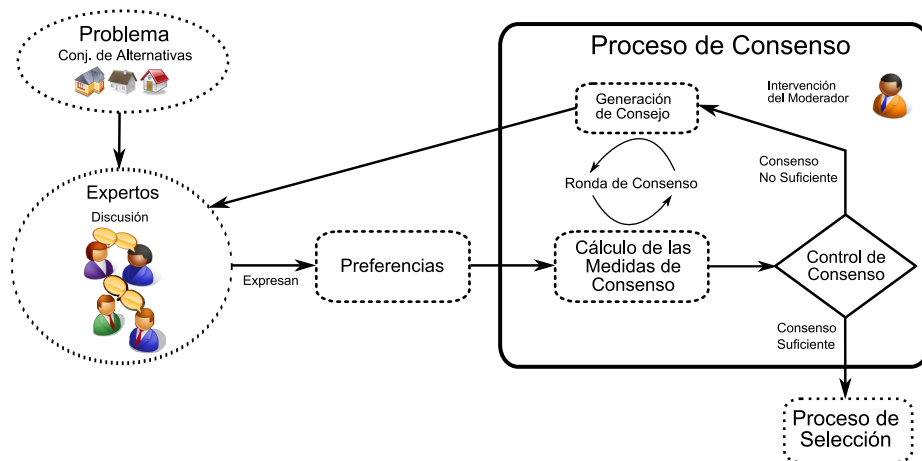 Problema
Conj. de Alternativas
Proceso de Consenso
Intervención
del Moderador
Generación
de Consejo
Consenso
No Suficiente
Ronda de Consenso
Expertos
Discusión
Expresan
Preferencias
Cálculo de las
Medidas de
Consenso
Control de
Consenso
Consenso
Suficiente
Proceso de
Selección